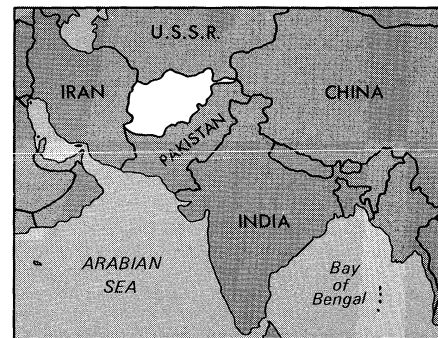 U.S.S.R.
IRAN
CHINA
PAKISTAN
INDIA
ARABIAN
SEA
Bay
of
Bengal